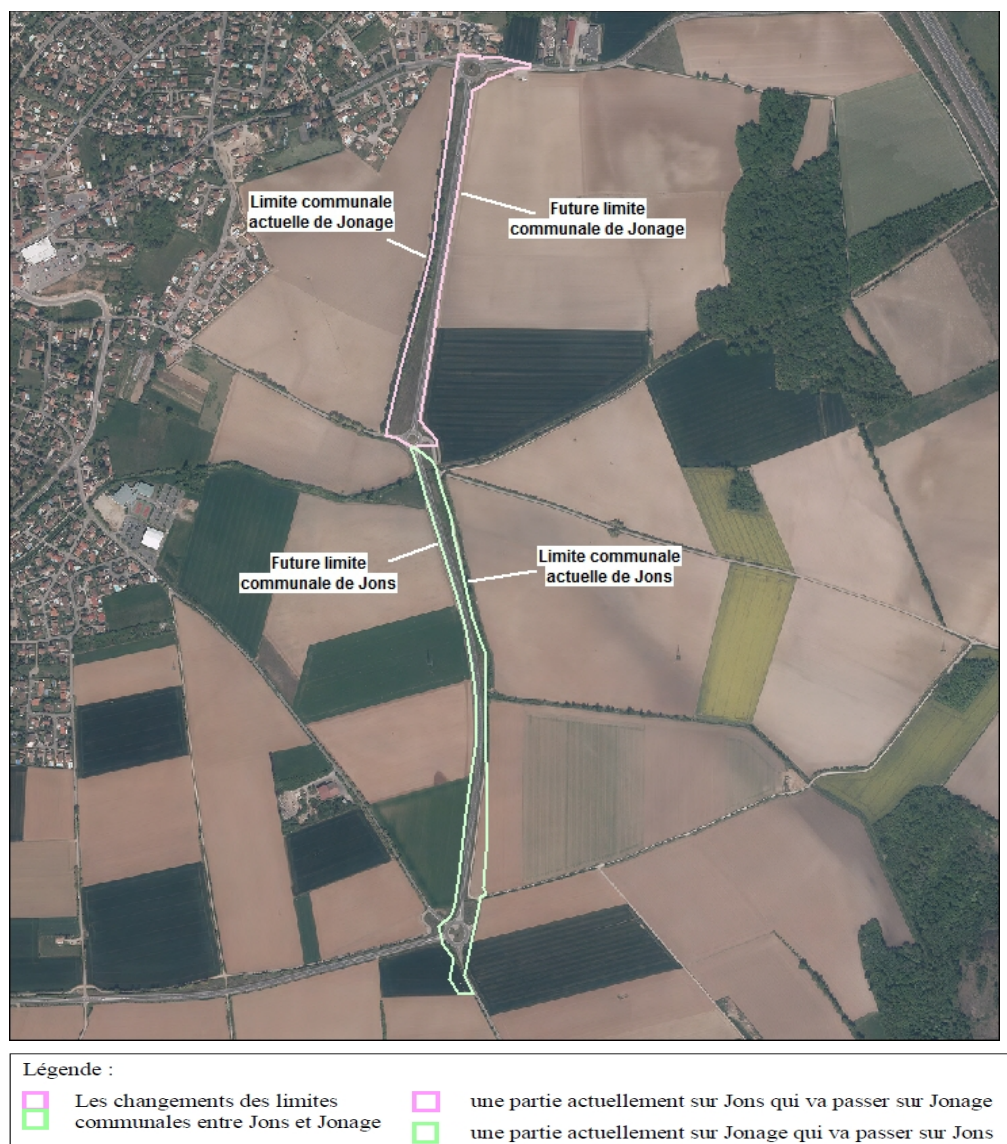 Limite communale
actuelle de Jonage
Future limite
communale de Jonage
Future limite
communale de Jons
Limite communale
actuelle de Jons
Légende :
Les changements des limites
communales entre Jons et Jonage
une partie actuellement sur Jons qui va passer sur Jonage
une partie actuellement sur Jonage qui va passer sur Jons